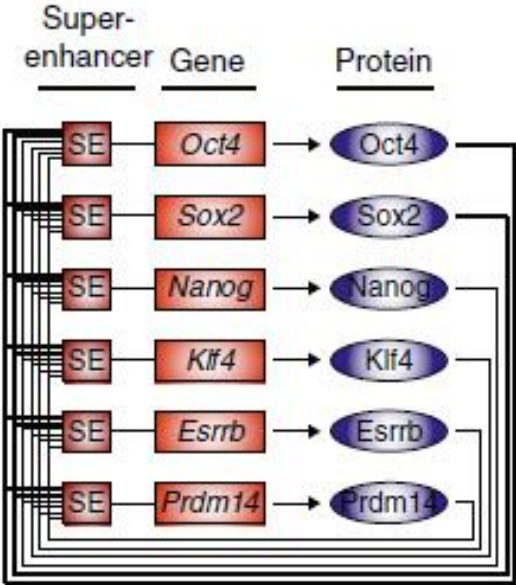 Super-
enhancer Gene Protein
SE Oct4 Oct4
SE Sox2 Sox2
SE Nanog Nanog
SE Klf4 Klf4
SE Esrrb Esrrb
SE Prdm14 Prdm14